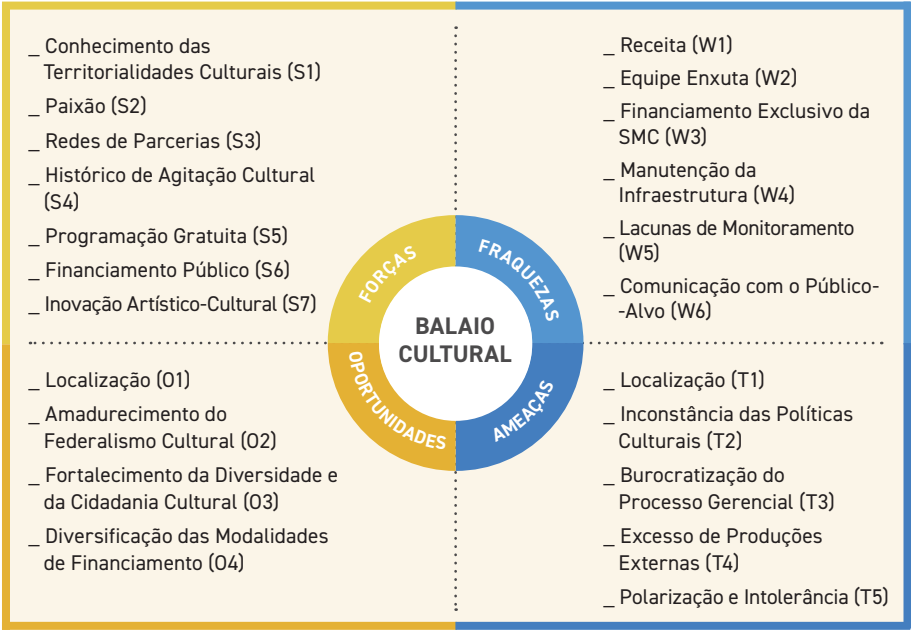 _ Conhecimento das
Territorialidades Culturais (S1)
_ Paixão (S2)
_ Redes de Parcerias (S3)
_ Histórico de Agitação Cultural
(S4)
_ Programação Gratuita (S5)
_ Financiamento Público (S6)
_ Inovação Artístico-Cultural (S7)
_ Receita (W1)
_ Equipe Enxuta (W2)
_ Financiamento Exclusivo da
SMC (W3)
_ Manutenção da
Infraestrutura (W4)
_ Lacunas de Monitoramento
(W5)
_ Comunicação com o Público-
-Alvo (W6)
FORÇAS
FRAQUEZAS
BALAIO
CULTURAL
OPORTUNIDADES
AMEAÇAS
_ Localização (O1)
_ Amadurecimento do
Federalismo Cultural (O2)
_ Fortalecimento da Diversidade e
da Cidadania Cultural (O3)
_ Diversificação das Modalidades
de Financiamento (O4)
_ Localização (T1)
_ Inconstância das Políticas
Culturais (T2)
_ Burocratização do
Processo Gerencial (T3)
_ Excesso de Produções
Externas (T4)
_ Polarização e Intolerância (T5)